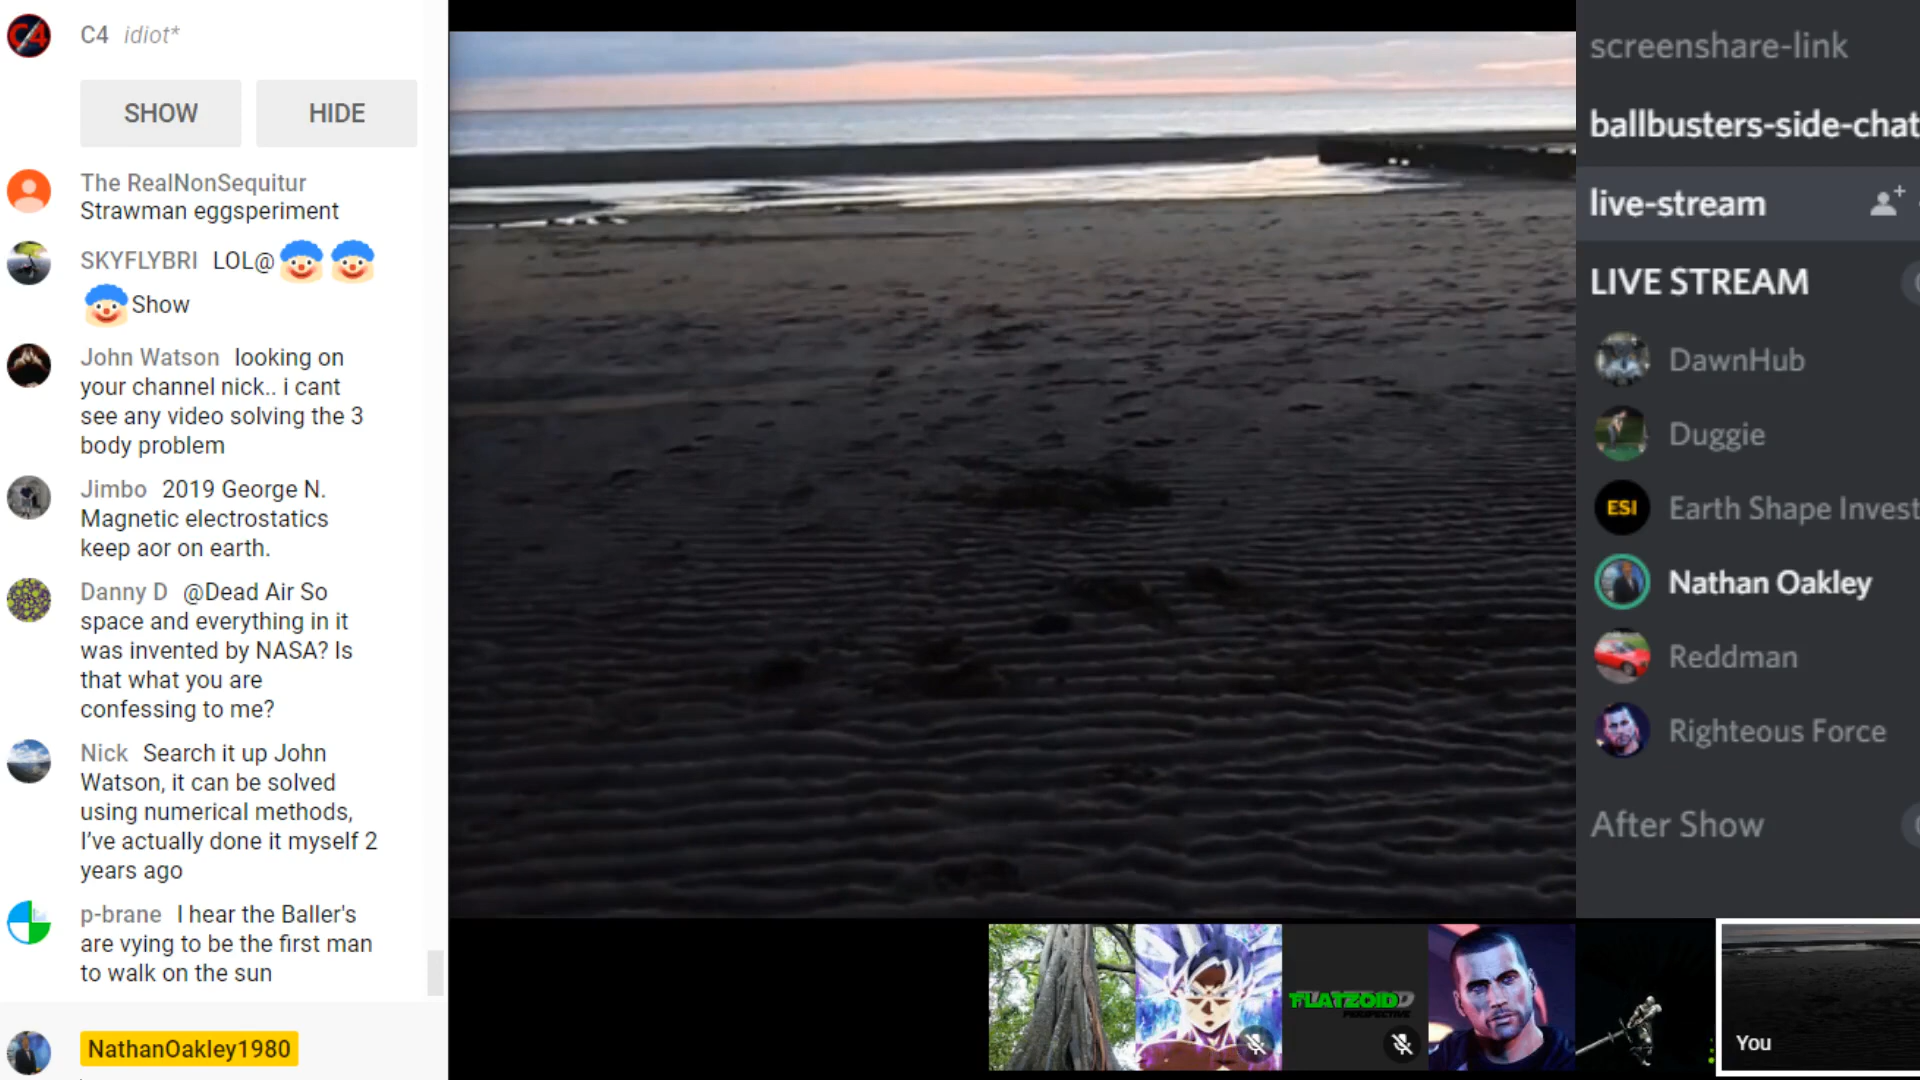 C4 idiot*
SHOW HIDE
The RealNonSequitur
Strawman eggsperiment
SKYFLYBRI LOL@
Show
John Watson looking on
your channel nick.. i cant
see any video solving the 3
body problem
Jimbo 2019 George N.
Magnetic electrostatics
keep aor on earth.
Danny D @Dead Air So
space and everything in it
was invented by NASA? Is
that what you are
confessing to me?
Nick Search it up John
Watson, it can be solved
using numerical methods,
I've actually done it myself 2
years ago
p-brane I hear the Baller's
are vying to be the first man
to walk on the sun
NathanOakley1980
screenshare-link
ballbusters-side-chat
live-stream
LIVE STREAM
DawnHub
Duggie
ESI
Earth Shape Invest
Nathan Oakley
Reddman
Righteous Force
After Show
FLATZOIDD
PERSPECTIVE
You